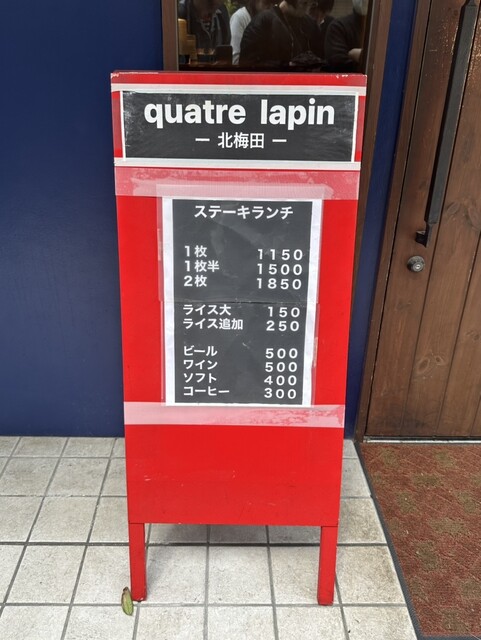 quatre lapin
— 北梅田 —
ステーキランチ
1枚 1150
1枚半 1500
2枚 1850
ライス大 150
ライス追加 250
ビール 500
ワイン 500
ソフト 400
コーヒー 300